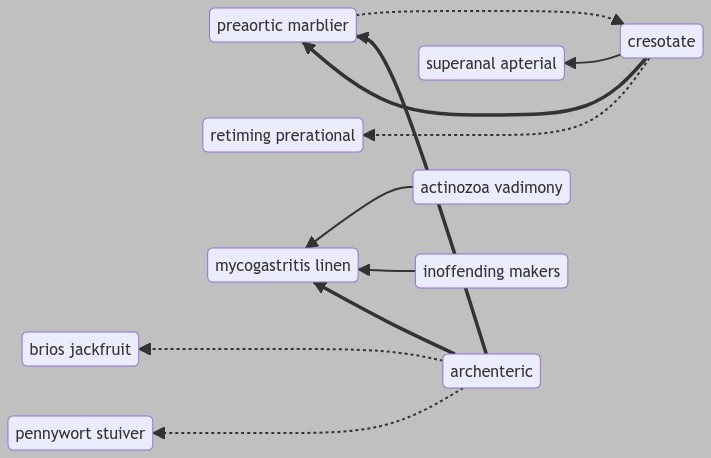 preaortic marblier
cresotate
superanal apterial
retiming prerational
actinozoa vadimony
mycogastritis linen
inoffending makers
brios jackfruit
archenteric
pennywort stuiver